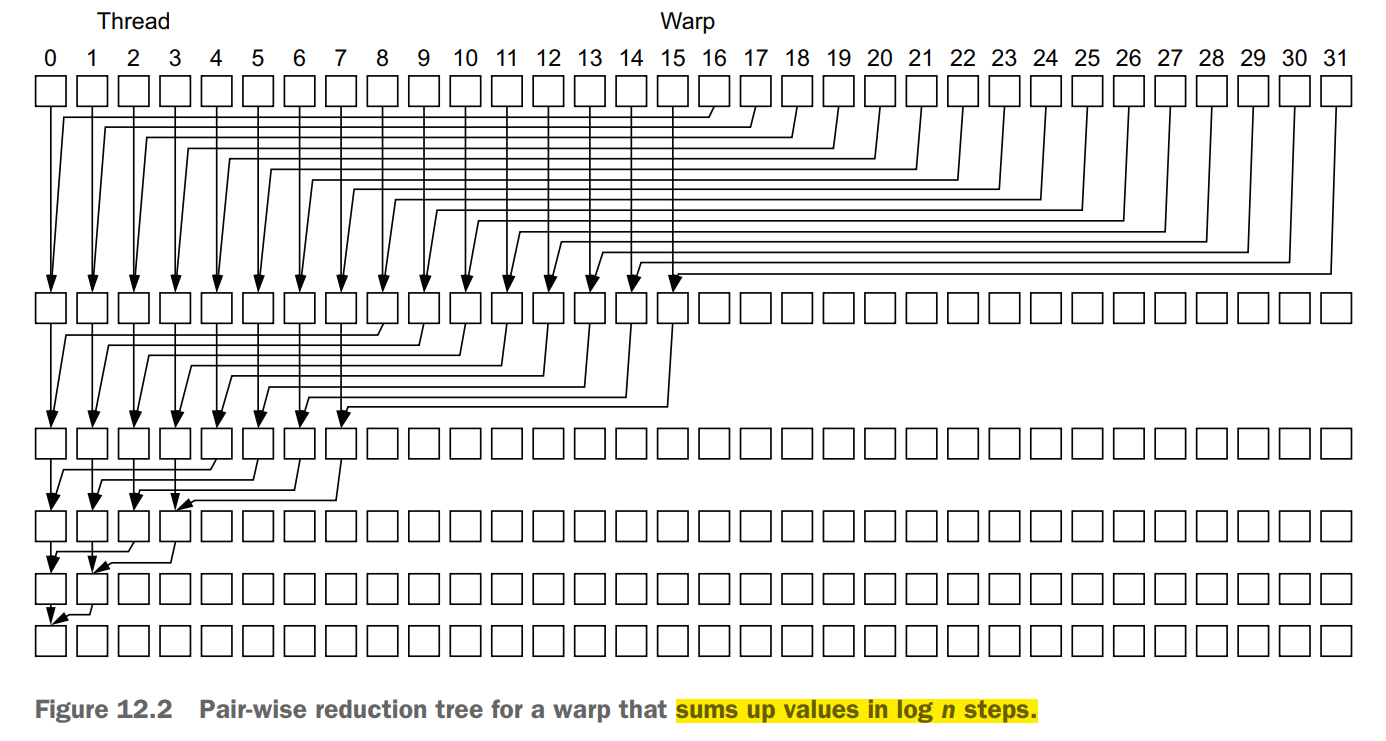 Thread Warp
0 1 2 3 4 5 6 7 8 9 10 11 12 13 14 15 16 17 18 19 20 21 22 23 24 25 26 27 28 29 30 31
Figure 12.2 Pair-wise reduction tree for a warp that sums up values in log n steps.